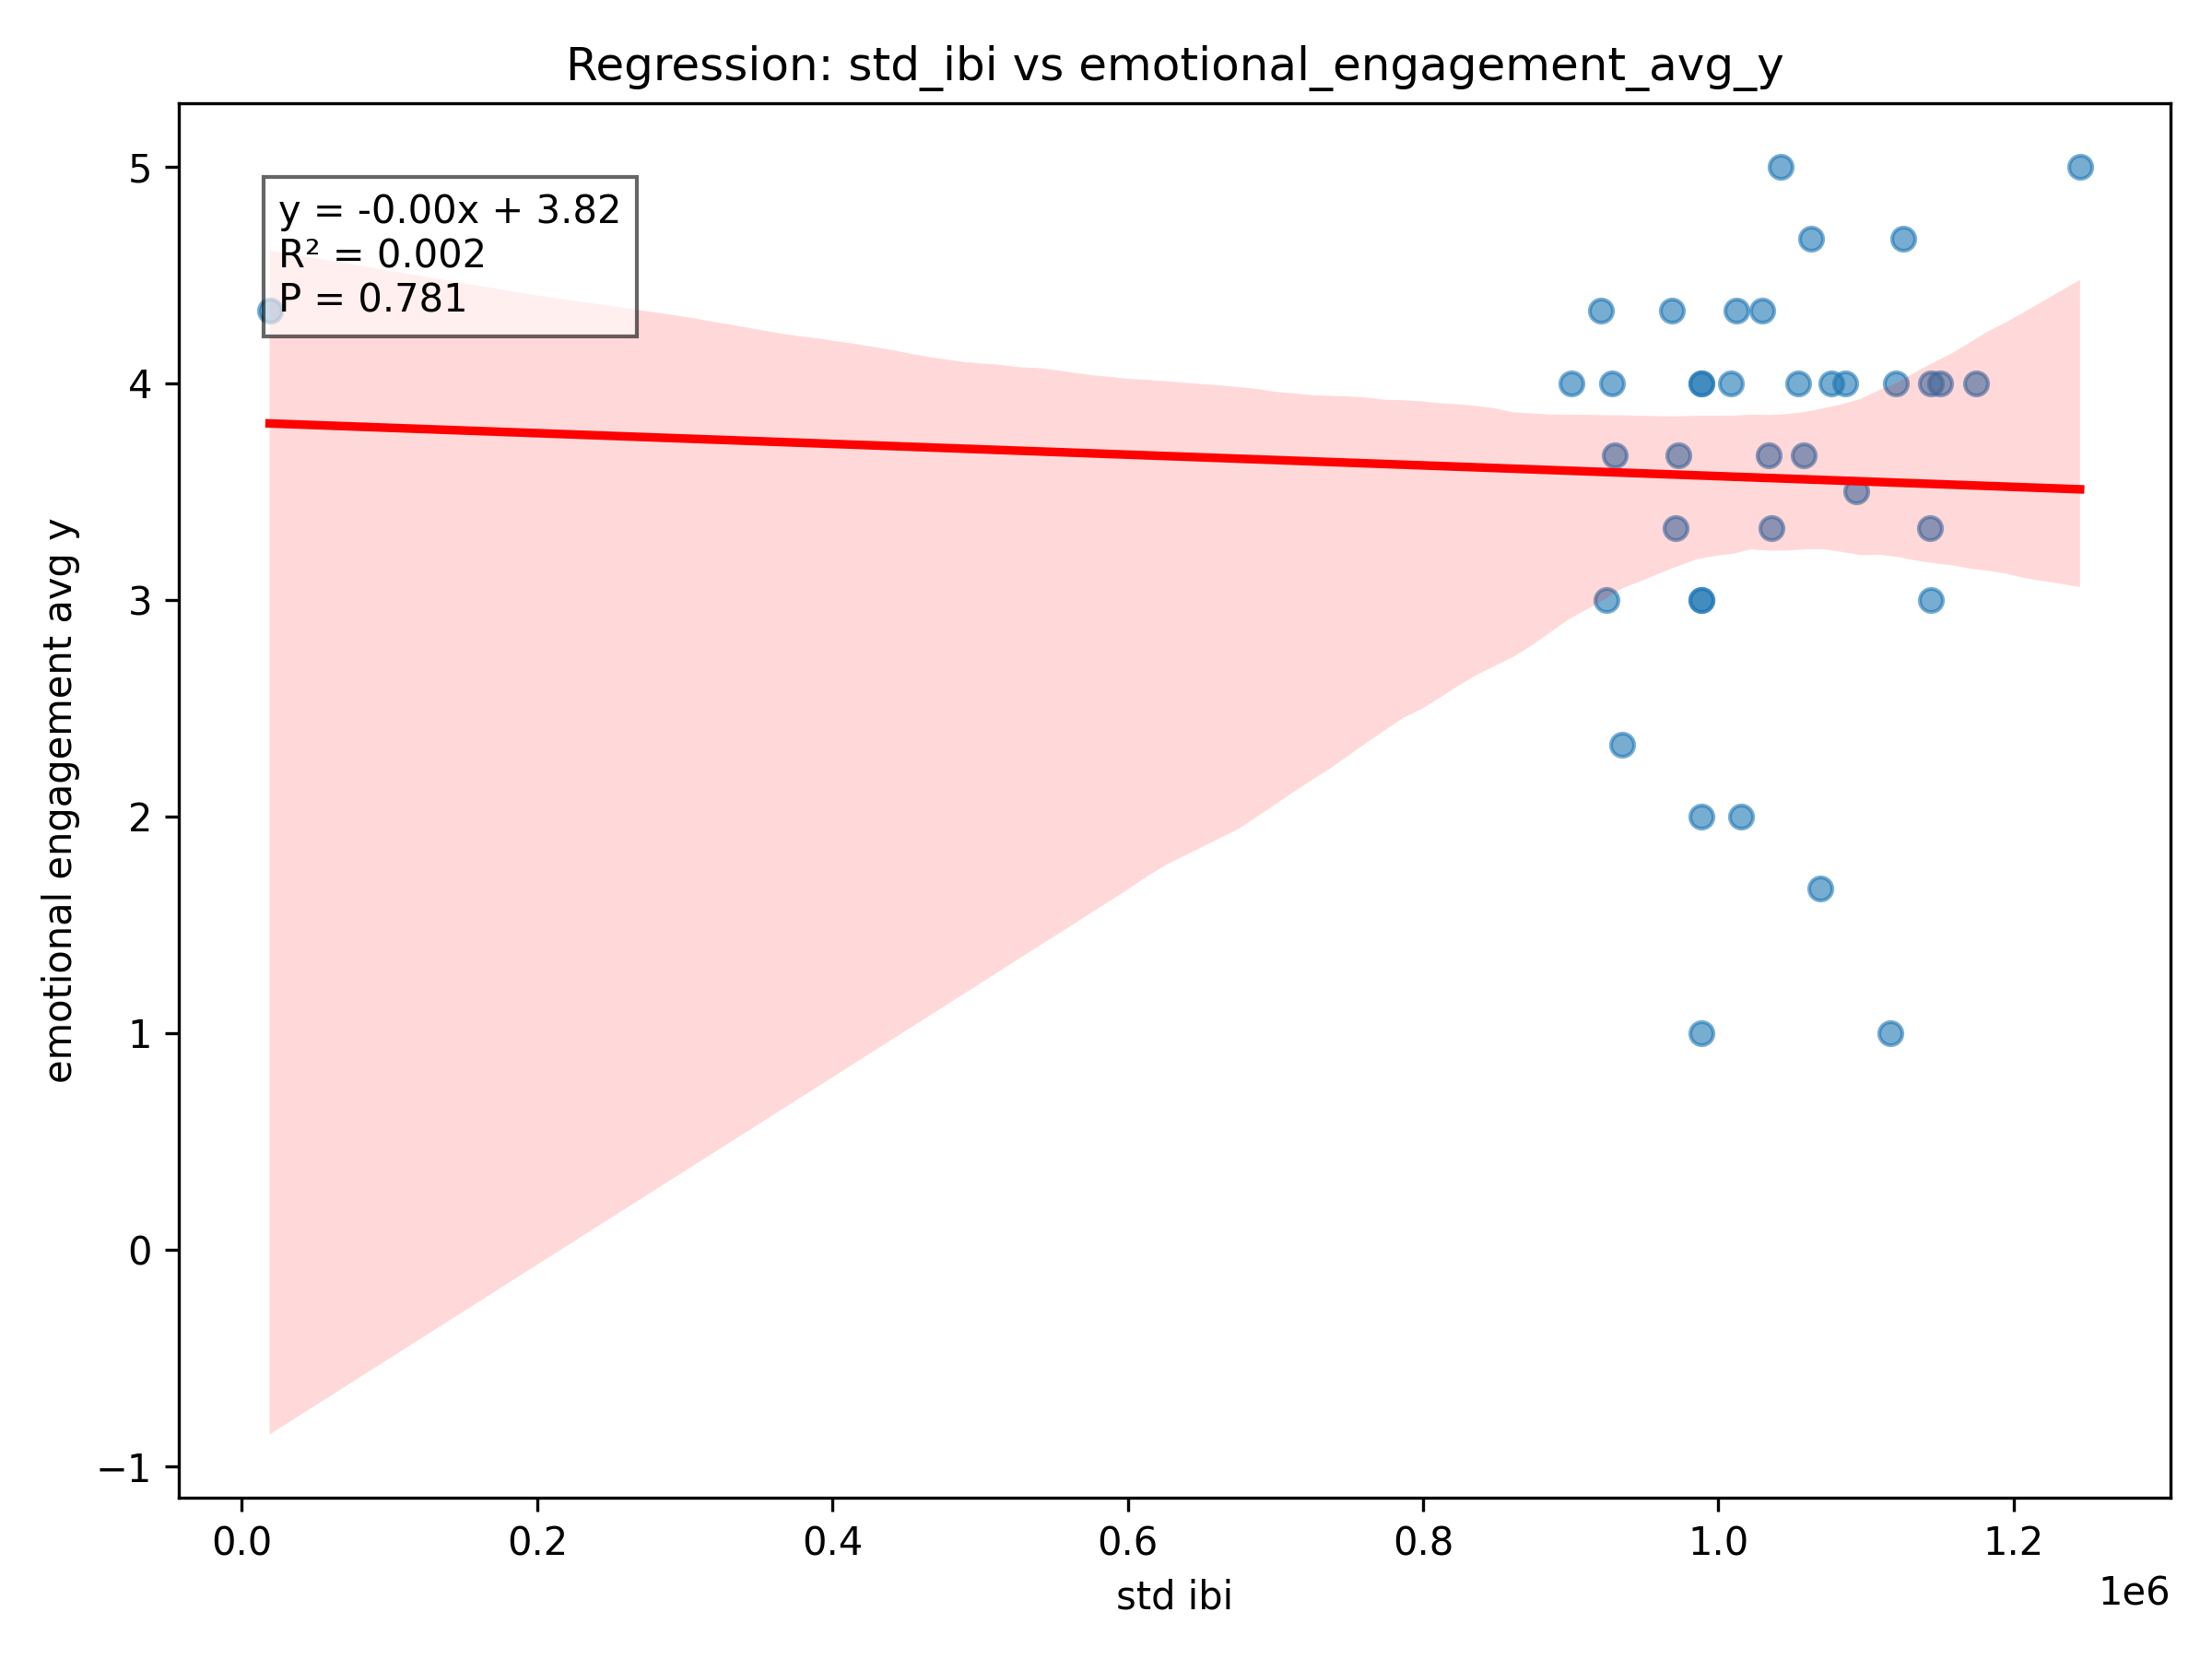 Regression: std_ibi vs emotional_engagement_avg_y
y = -0.00x + 3.82
R² = 0.002
P = 0.781
emotional engagement avg y
5
4
3
2
1
0
−1
0.0 0.2 0.4 0.6 0.8 1.0 1.2
1e6
std ibi